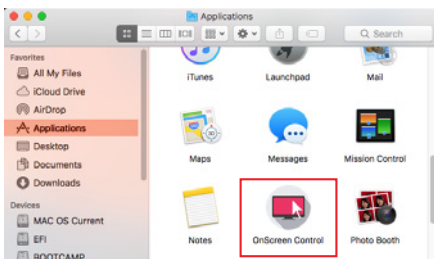 Applications
Search
Favorites
All My Files
iCloud Drive
AirDrop
Applications
Desktop
Documents
Downloads
Devices
MAC OS Current
EFI
BOOTCAMP
iTunes
Launchpad
Mail
Maps
Messages
Mission Control
Notes
OnScreen Control
Photo Booth